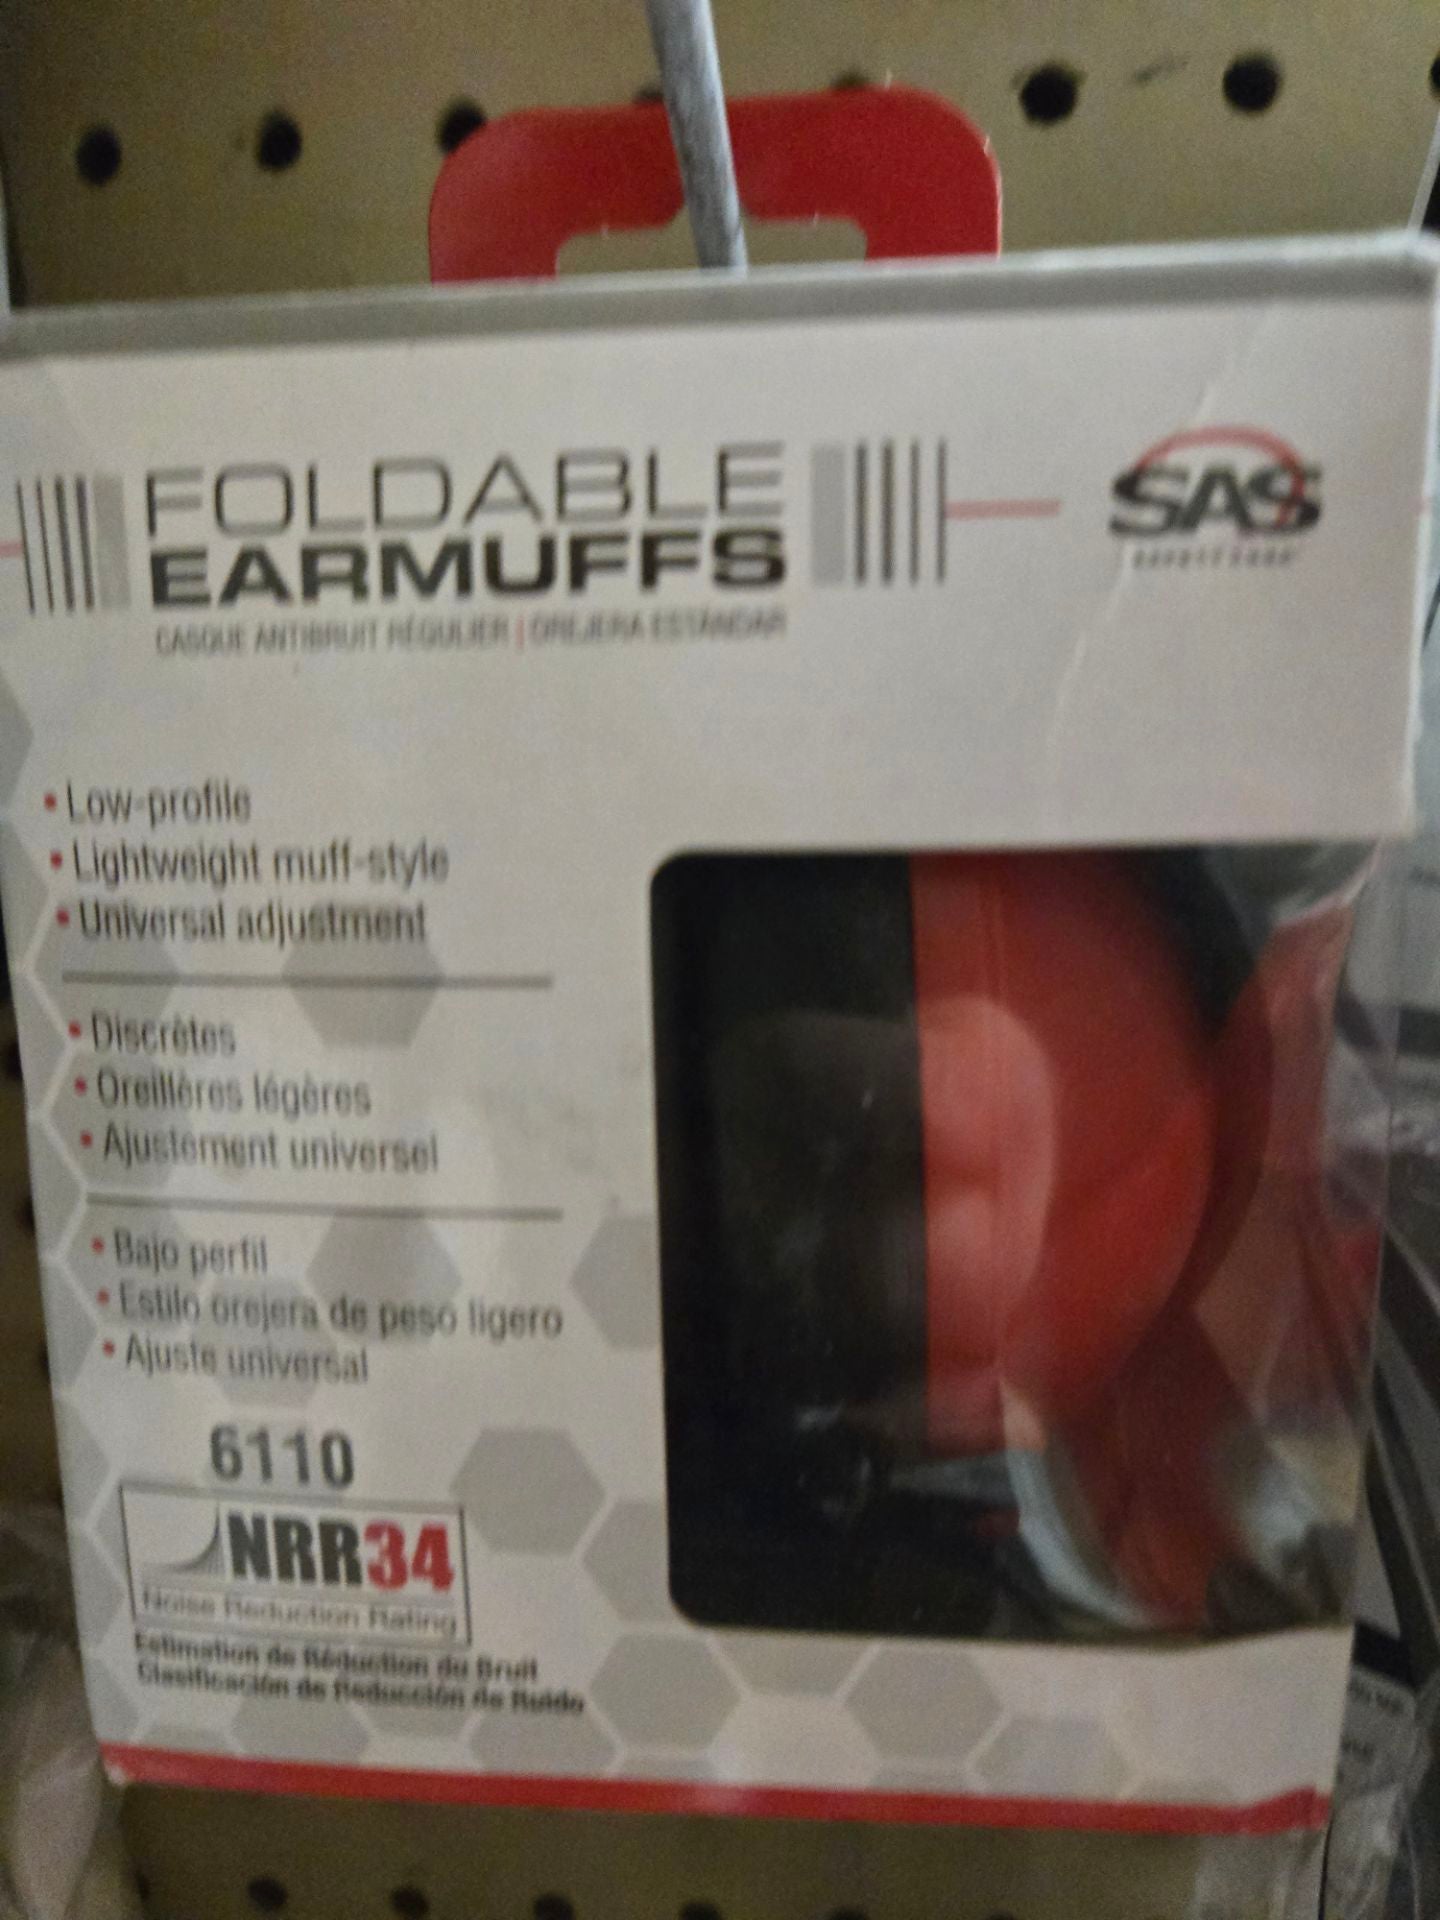 FOLDABLE
EARMUFFS
CASQUE ANTIBRUIT RÉGULIER | OREJERA ESTÁNDAR
SAS
• Low-profile
• Lightweight muff-style
• Universal adjustment
• Discrètes
• Oreillères légères
• Ajustement universel
• Bajo perfil
• Estilo orejera de peso ligero
• Ajuste universal
6110
NRR34
Noise Reduction Rating
Estimation de Réduction du Bruit
Clasificación de Reducción de Ruido